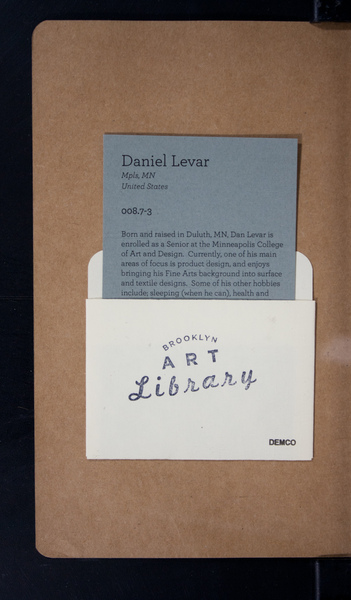 Daniel Levar
Mpls, MN
United States
008.7-3
Born and raised in Duluth, MN, Dan Levar is
enrolled as a Senior at the Minneapolis College
of Art and Design.  Currently, one of his main
areas of focus is product design, and enjoys
bringing his Fine Arts background into surface
and textile designs.  Some of his other hobbies
include: sleeping (when he can), health and
BROOKLYN
ART
Library
DEMCO